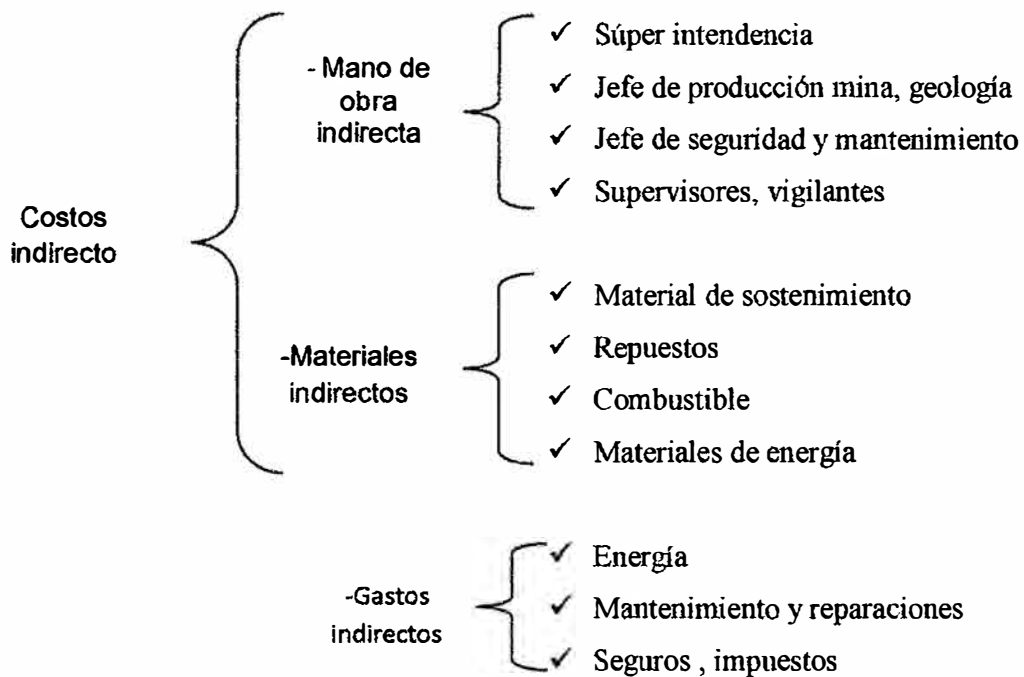 Costos
indirecto
- Mano de
obra
indirecta
✓ Súper intendencia
✓ Jefe de producción mina, geología
✓ Jefe de seguridad y mantenimiento
✓ Supervisores, vigilantes
-Materiales
indirectos
✓ Material de sostenimiento
✓ Repuestos
✓ Combustible
✓ Materiales de energía
-Gastos
indirectos
✓ Energía
✓ Mantenimiento y reparaciones
✓ Seguros , impuestos